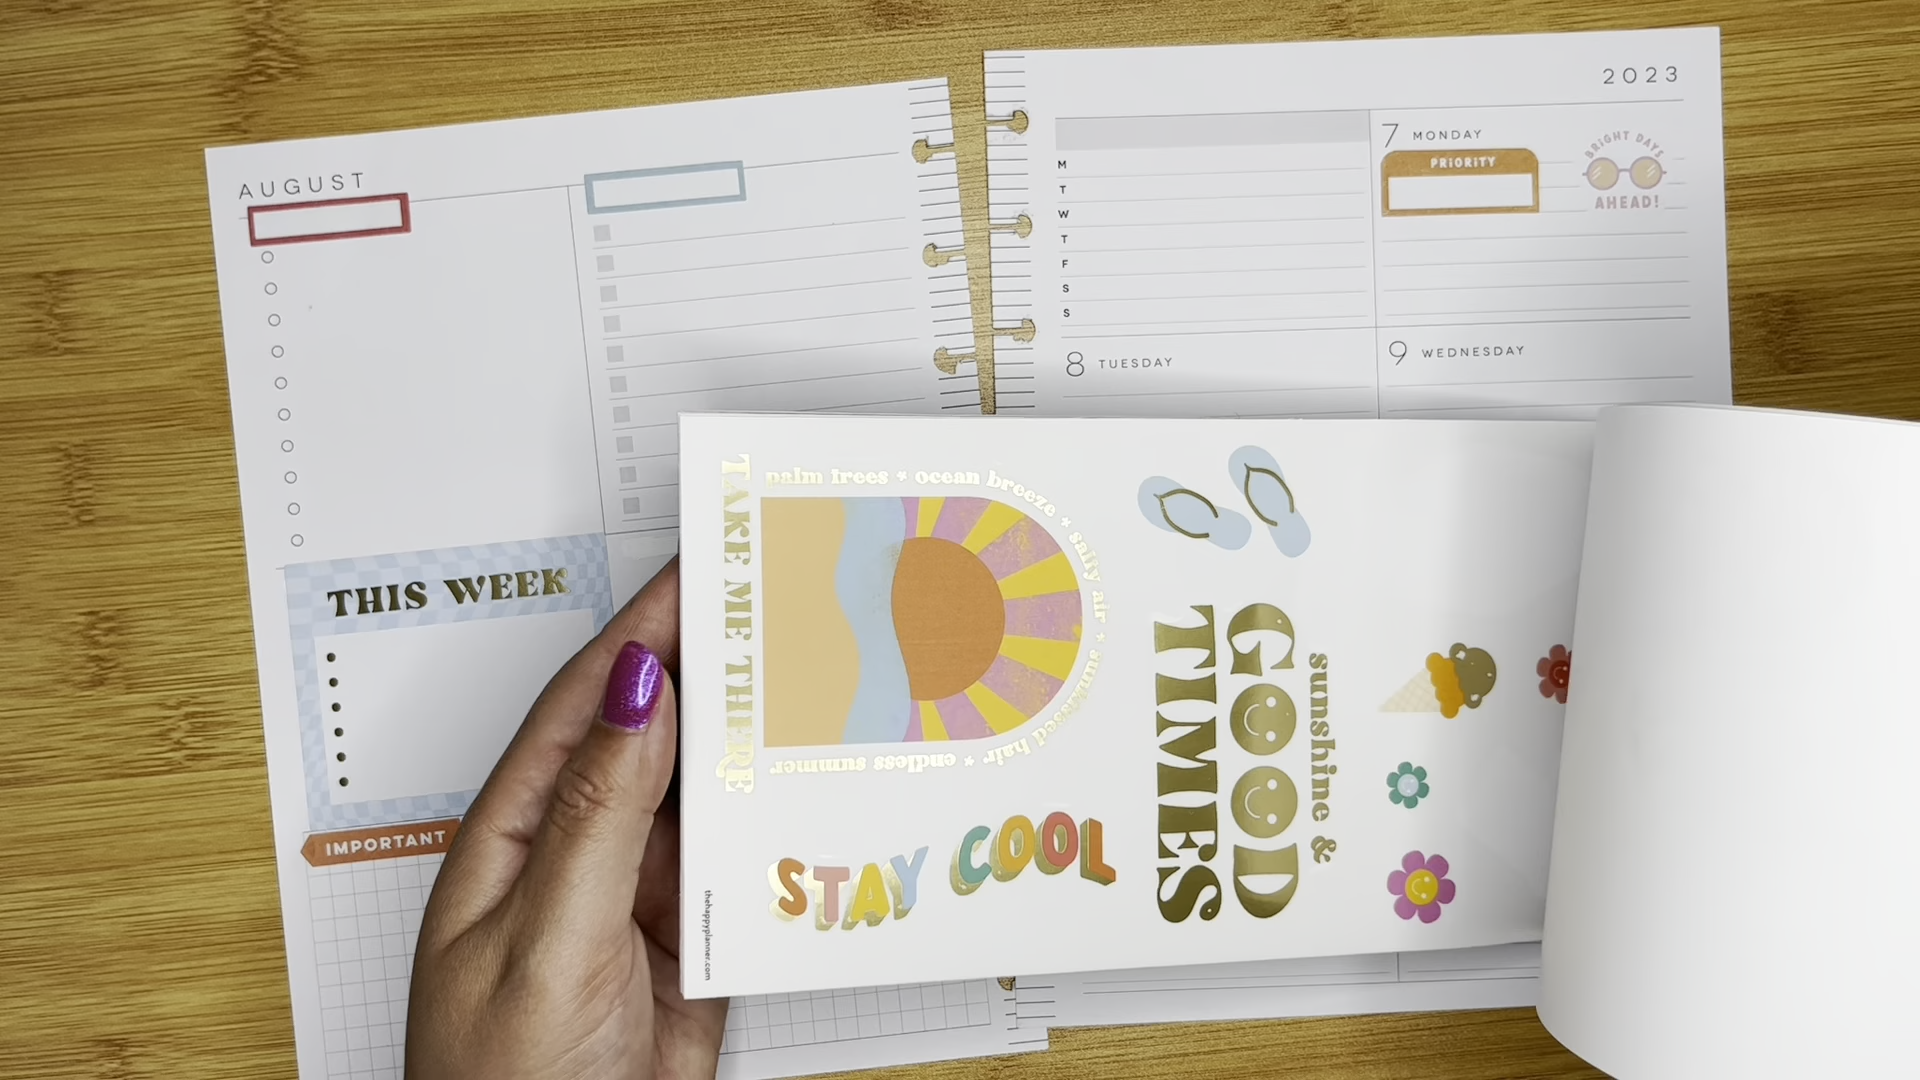 AUGUST
THIS WEEK
IMPORTANT
2023
M
T
W
T
F
S
S
7 MONDAY
PRIORITY
BRIGHT DAYS
AHEAD!
8 TUESDAY
9 WEDNESDAY
TAKE ME THERE
palm trees * ocean breeze * salty air * sunkissed hair * endless summer
STAY COOL
sunshine &
GOOD
TIMES
thehappyplanner.com